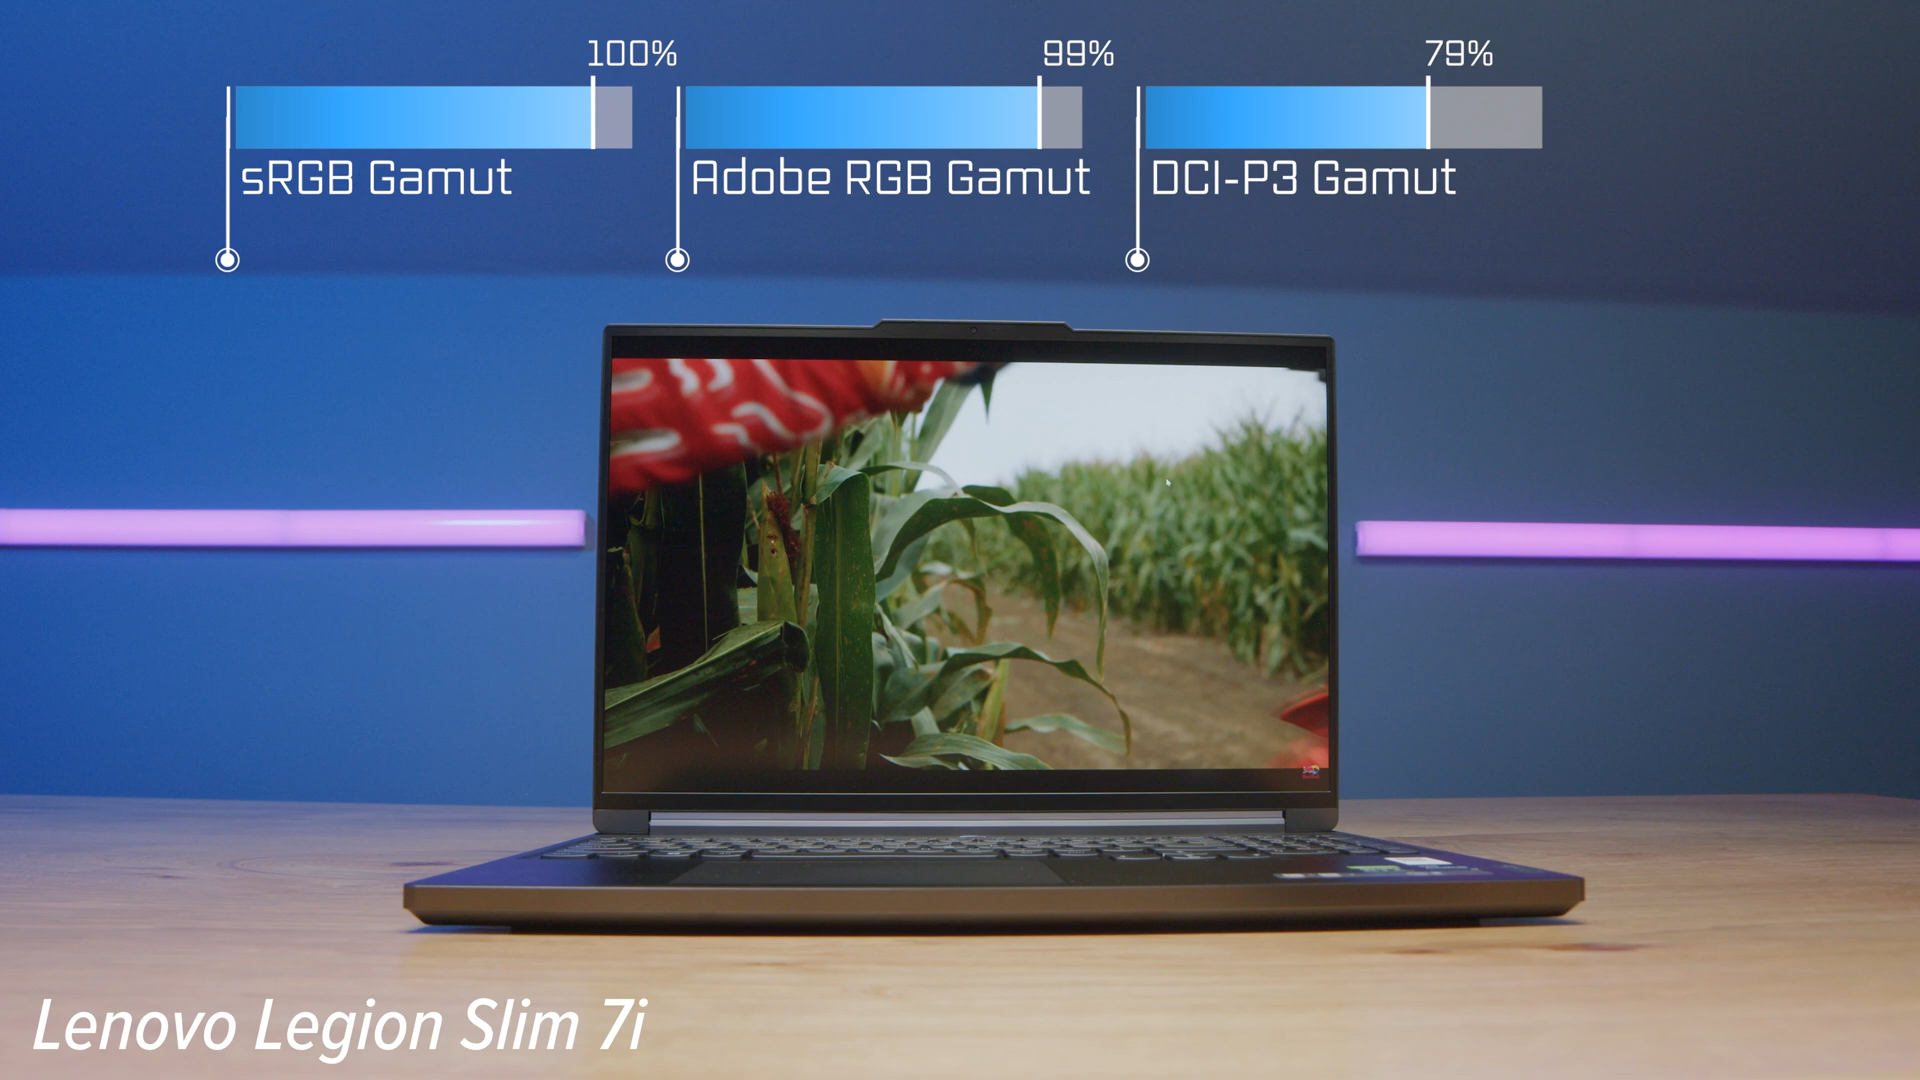 100%
99%
79%
sRGB Gamut
Adobe RGB Gamut
DCI-P3 Gamut
Lenovo Legion Slim 7i